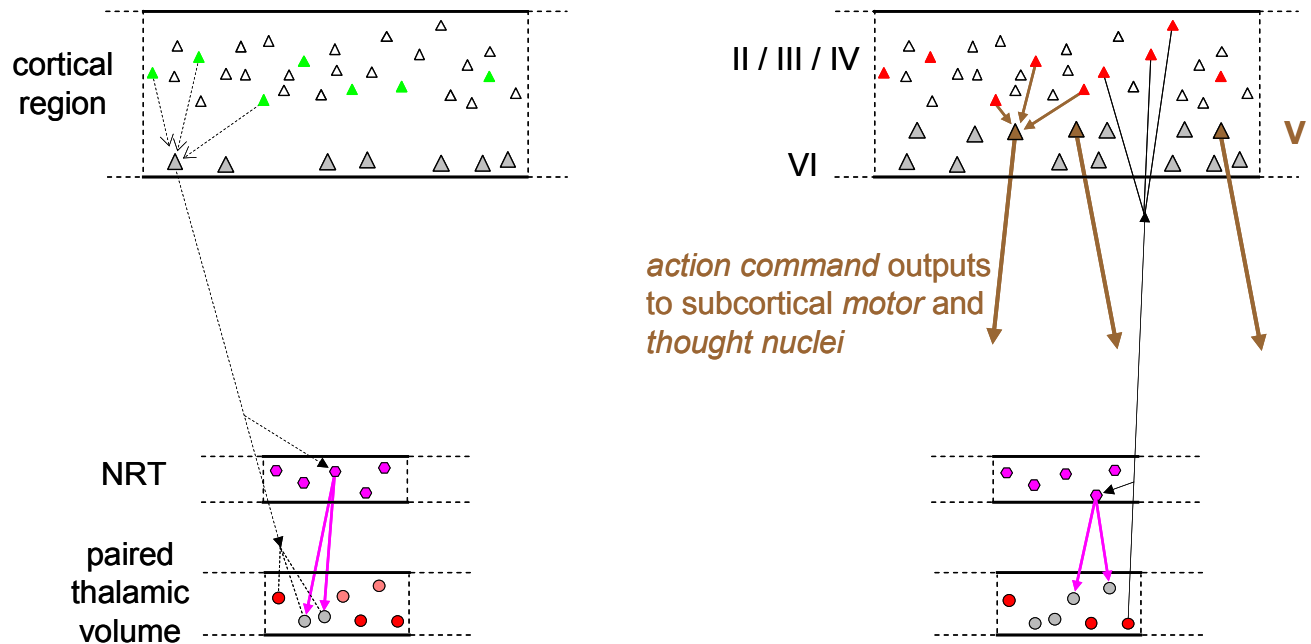 cortical
region
II / III / IV
V
VI
action command outputs
to subcortical motor and
thought nuclei
NRT
paired
thalamic
volume